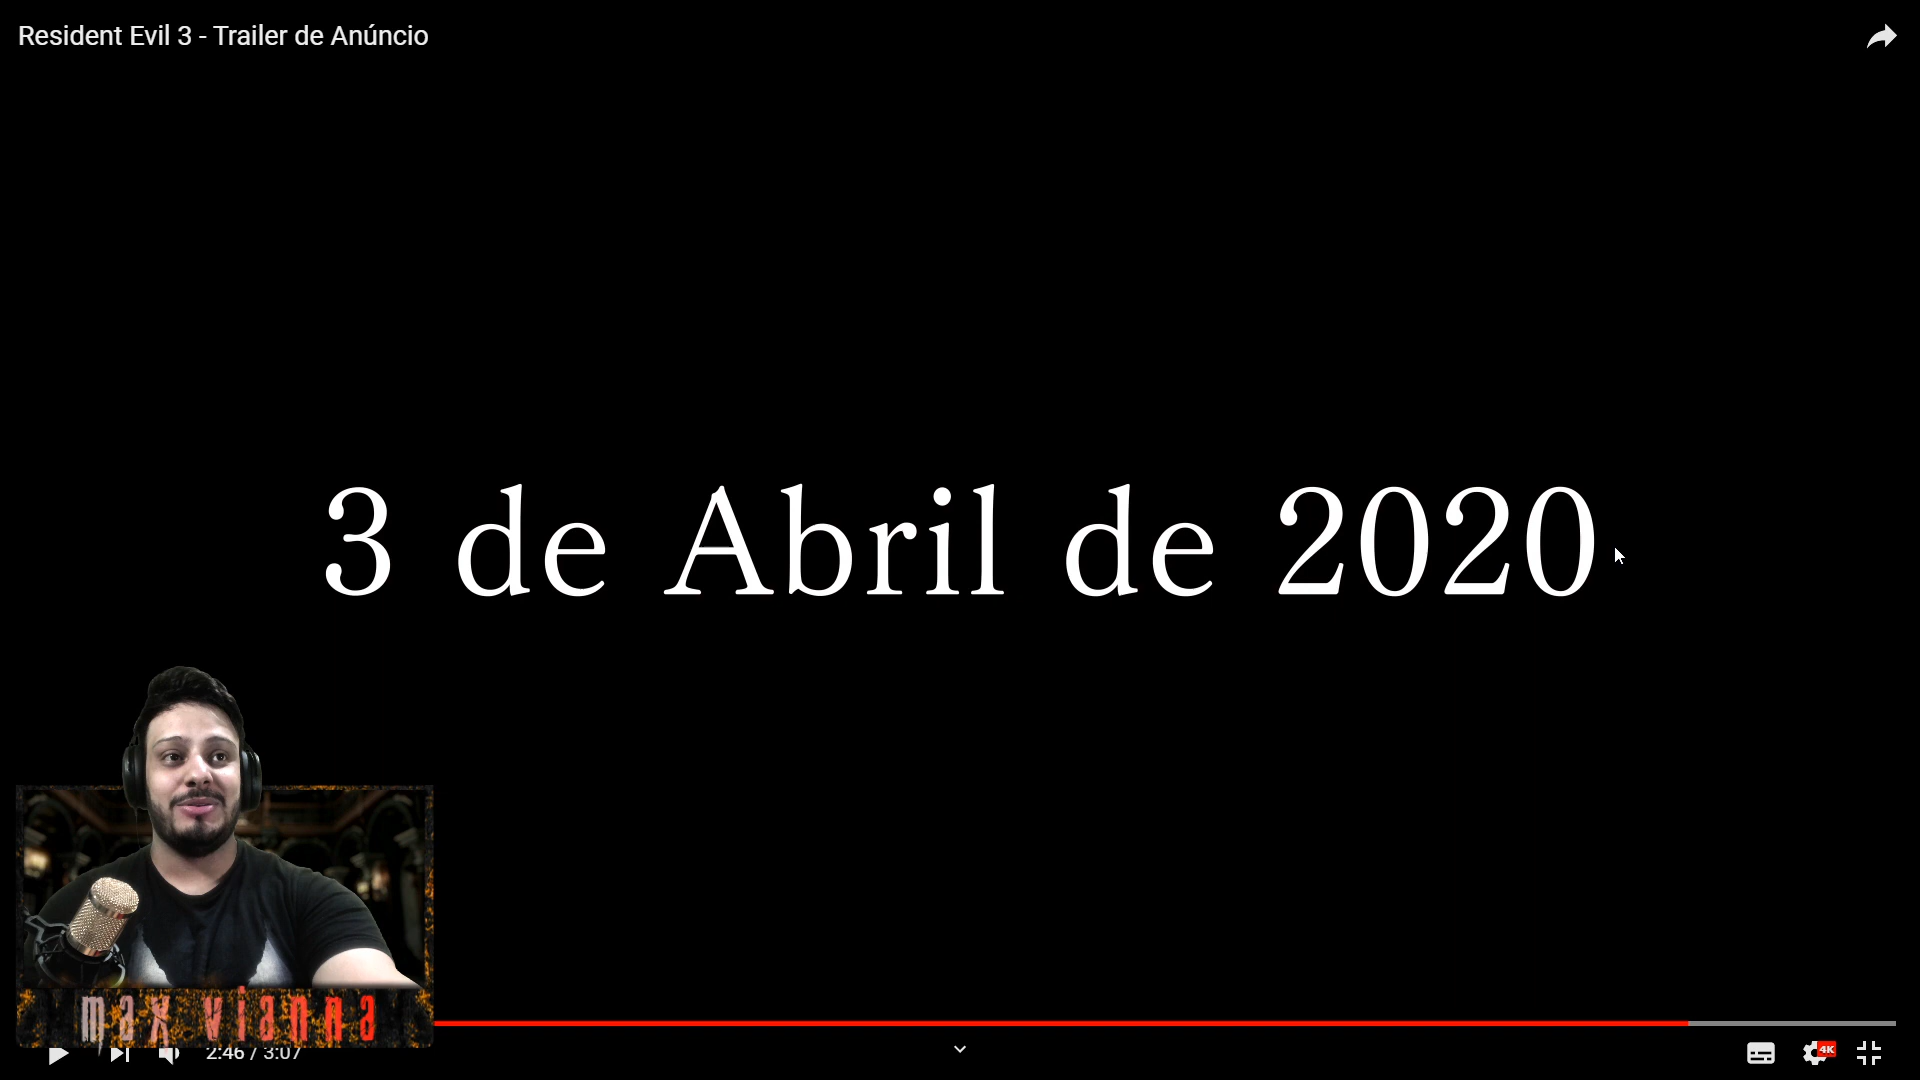 Resident Evil 3 - Trailer de Anúncio
3 de Abril de 2020
max vianna
2:46 / 3:07
4K